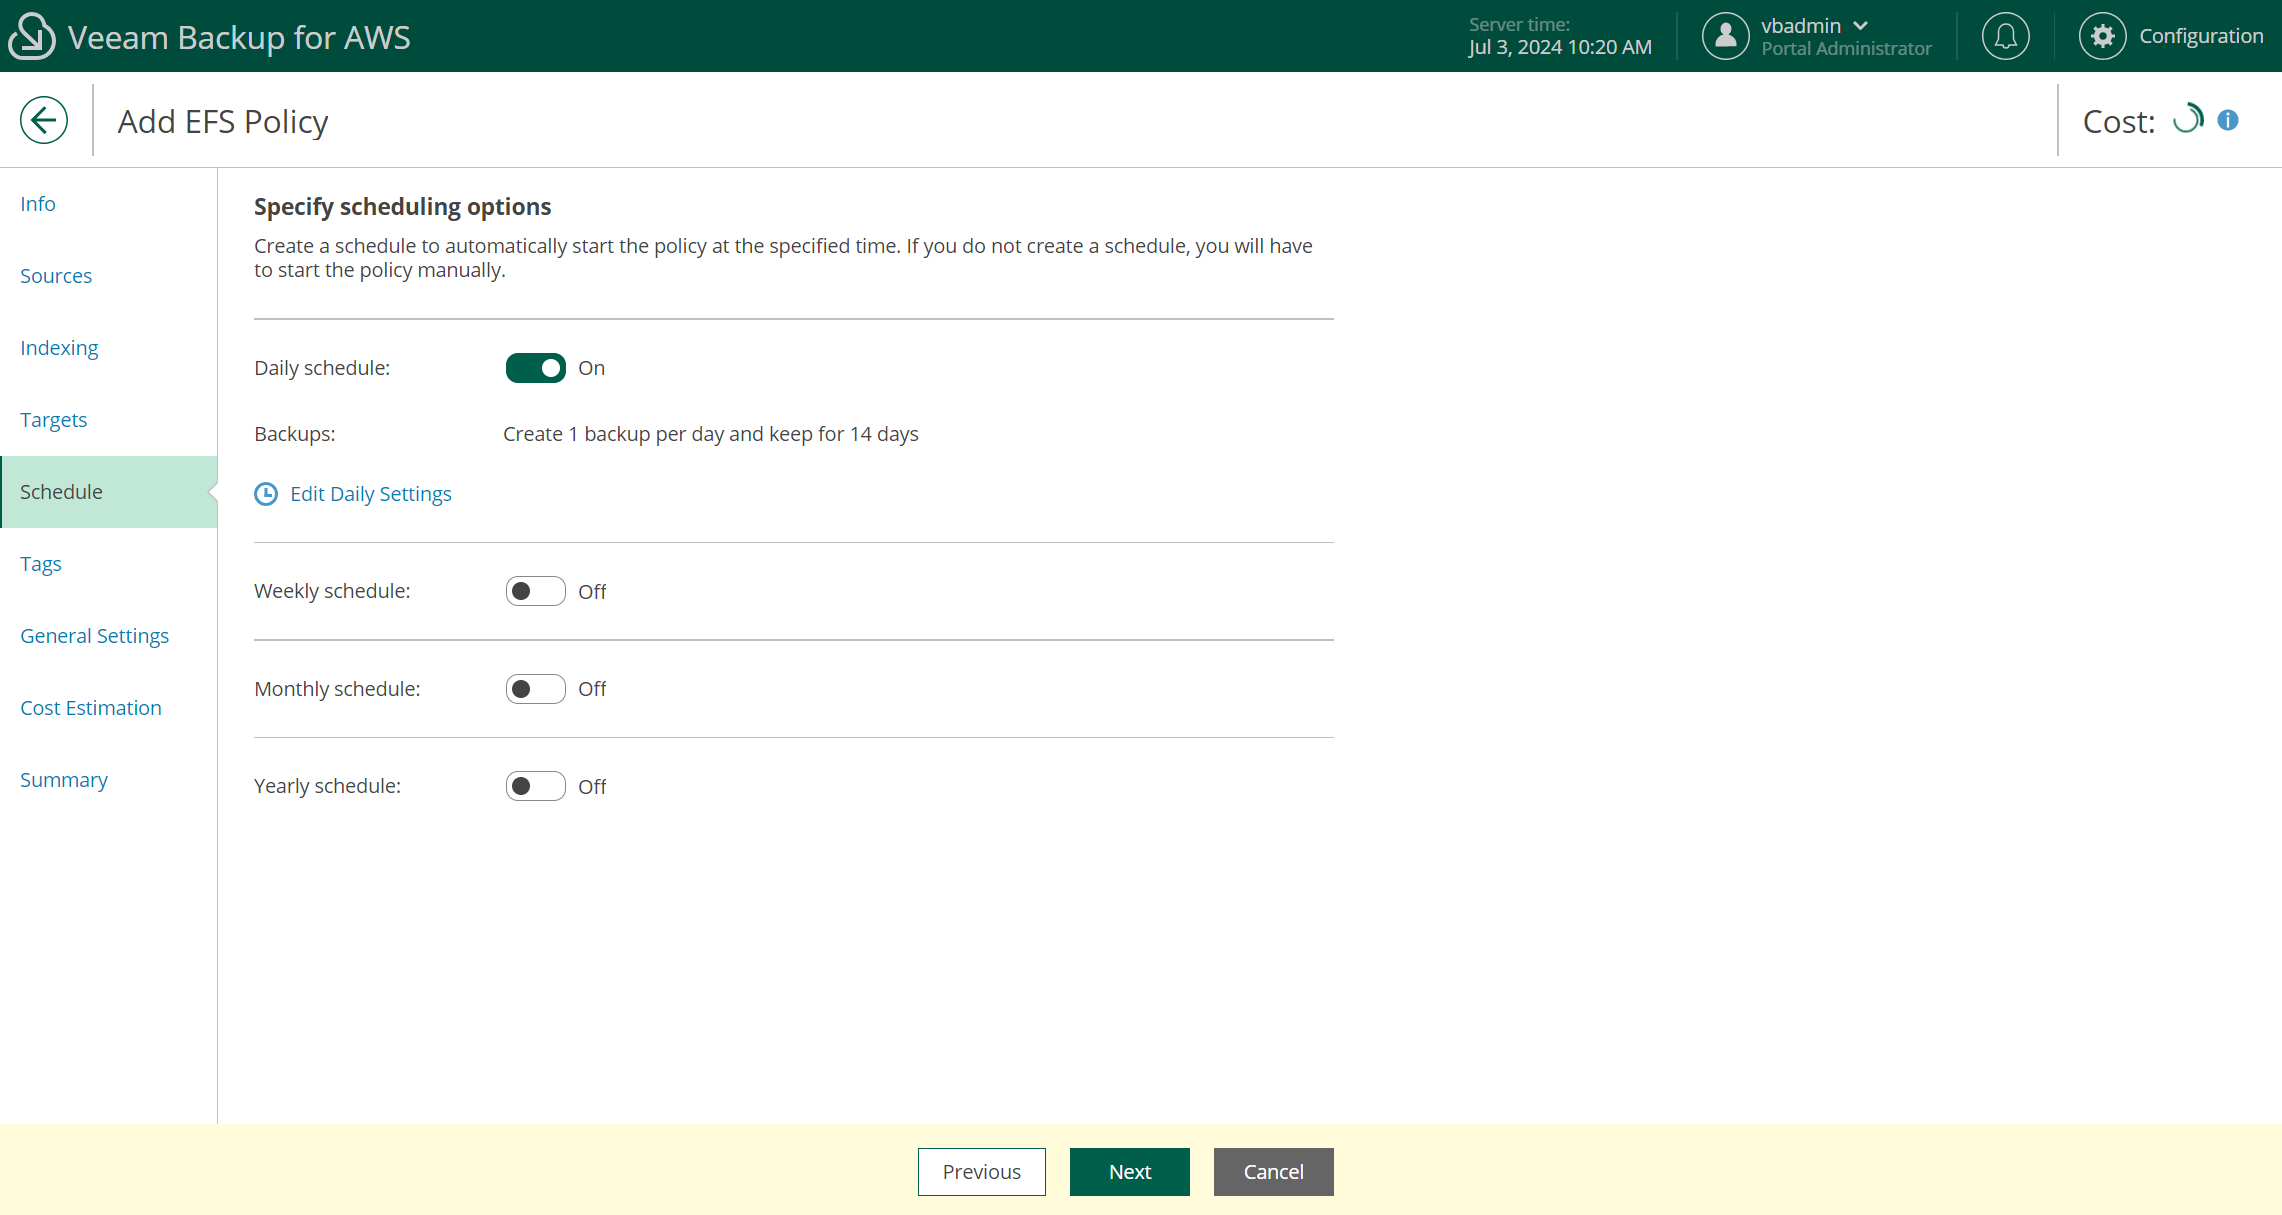 Veeam Backup for AWS
Server time:
Jul 3, 2024 10:20 AM
vbadmin
Portal Administrator
Configuration
Add EFS Policy
Cost:
Info
Sources
Indexing
Targets
Schedule
Tags
General Settings
Cost Estimation
Summary
Specify scheduling options
Create a schedule to automatically start the policy at the specified time. If you do not create a schedule, you will have
to start the policy manually.
Daily schedule: On
Backups: Create 1 backup per day and keep for 14 days
Edit Daily Settings
Weekly schedule: Off
Monthly schedule: Off
Yearly schedule: Off
Previous Next Cancel